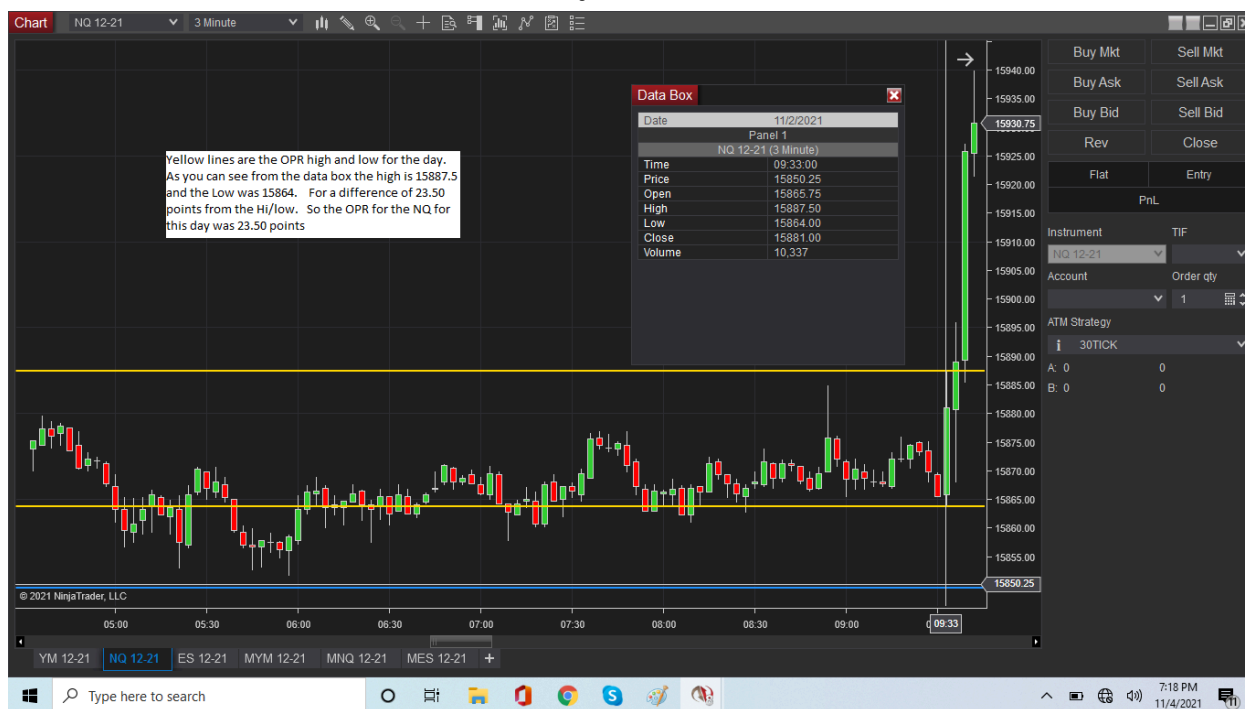 Chart NQ 12-21 3 Minute
Buy Mkt Sell Mkt
Buy Ask Sell Ask
Buy Bid Sell Bid
Rev Close
Flat Entry
PnL
Instrument TIF
NQ 12-21
Account Order qty
1
ATM Strategy
i 30TICK
A: 0 0
B: 0 0
Data Box
Date 11/2/2021
Panel 1
NQ 12-21 (3 Minute)
Time 09:33:00
Price 15850.25
Open 15865.75
High 15887.50
Low 15864.00
Close 15881.00
Volume 10,337
Yellow lines are the OPR high and low for the day.
As you can see from the data box the high is 15887.5
and the Low was 15864. For a difference of 23.50
points from the Hi/low. So the OPR for the NQ for
this day was 23.50 points
15940.00
15935.00
15930.75
15925.00
15920.00
15915.00
15910.00
15905.00
15900.00
15895.00
15890.00
15885.00
15880.00
15875.00
15870.00
15865.00
15860.00
15855.00
15850.25
© 2021 NinjaTrader, LLC
05:00 05:30 06:00 06:30 07:00 07:30 08:00 08:30 09:00 09:33
YM 12-21 NQ 12-21 ES 12-21 MYM 12-21 MNQ 12-21 MES 12-21 +
Type here to search
7:18 PM
11/4/2021